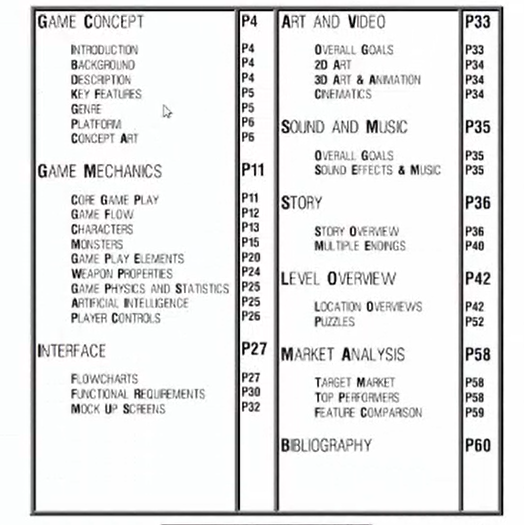 GAME CONCEPT P4
INTRODUCTION P4
BACKGROUND P4
DESCRIPTION P4
KEY FEATURES P5
GENRE P5
PLATFORM P6
CONCEPT ART P6
GAME MECHANICS P11
CORE GAME PLAY P11
GAME FLOW P12
CHARACTERS P13
MONSTERS P15
GAME PLAY ELEMENTS P20
WEAPON PROPERTIES P24
GAME PHYSICS AND STATISTICS P25
ARTIFICIAL INTELLIGENCE P25
PLAYER CONTROLS P26
INTERFACE P27
FLOWCHARTS P27
FUNCTIONAL REQUIREMENTS P30
MOCK UP SCREENS P32
ART AND VIDEO P33
OVERALL GOALS P33
2D ART P34
3D ART & ANIMATION P34
CINEMATICS P34
SOUND AND MUSIC P35
OVERALL GOALS P35
SOUND EFFECTS & MUSIC P35
STORY P36
STORY OVERVIEW P36
MULTIPLE ENDINGS P40
LEVEL OVERVIEW P42
LOCATION OVERVIEWS P42
PUZZLES P52
MARKET ANALYSIS P58
TARGET MARKET P58
TOP PERFORMERS P58
FEATURE COMPARISON P59
BIBLIOGRAPHY P60